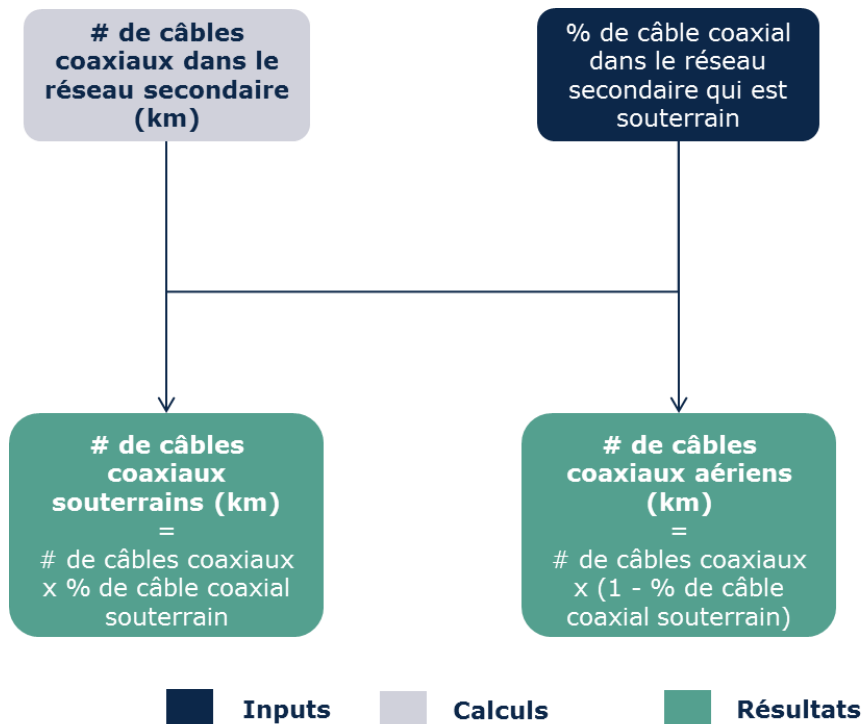 # de câbles
coaxiaux dans le
réseau secondaire
(km)
% de câble coaxial
dans le réseau
secondaire qui est
souterrain
# de câbles
coaxiaux
souterrains (km)
=
# de câbles coaxiaux
x % de câble coaxial
souterrain
# de câbles
coaxiaux aériens
(km)
=
# de câbles coaxiaux
x (1 - % de câble
coaxial souterrain)
Inputs
Calculs
Résultats